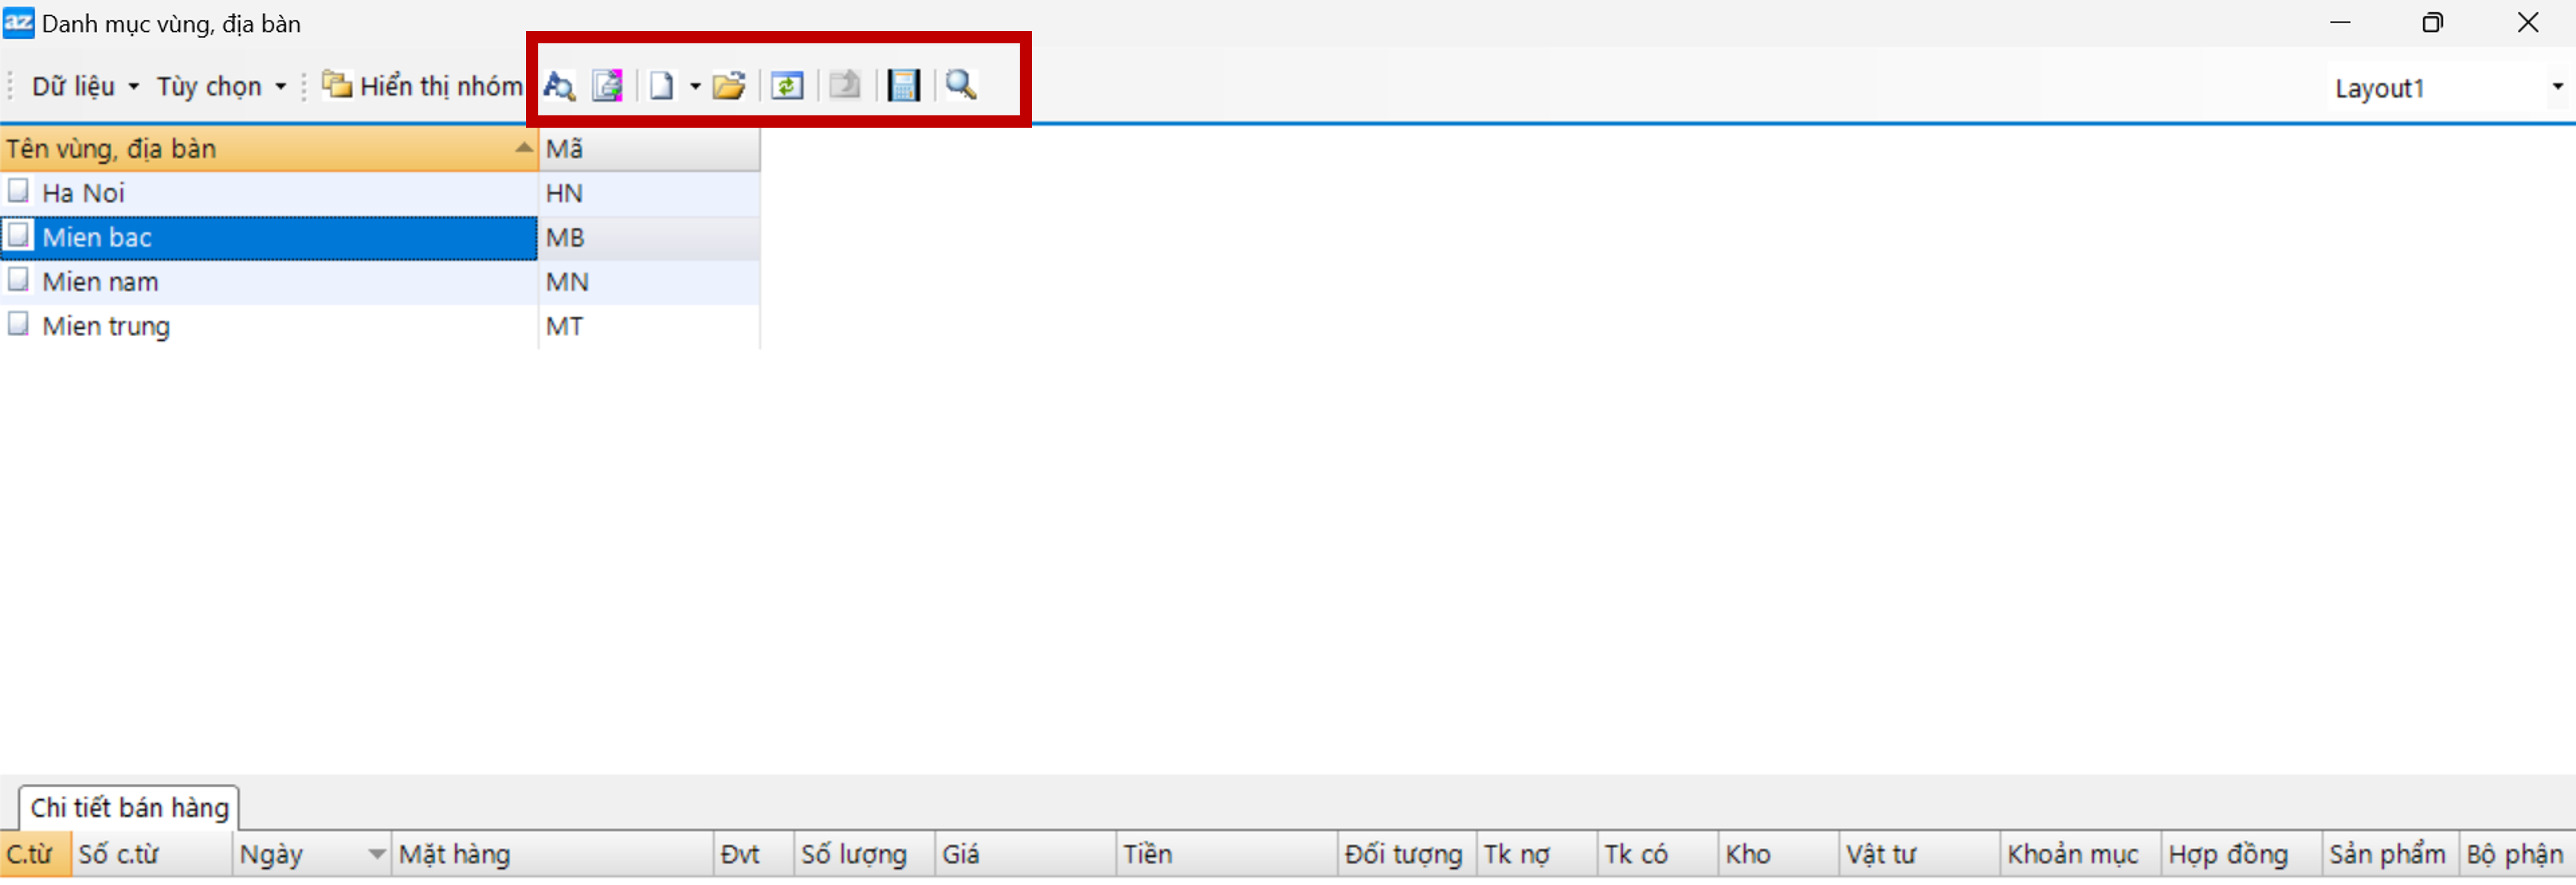 az Danh mục vùng, địa bàn
Dữ liệu Tùy chọn Hiển thị nhóm Layout1
Tên vùng, địa bàn Mã
Ha Noi HN
Mien bac MB
Mien nam MN
Mien trung MT
Chi tiết bán hàng
C.từ Số c.từ Ngày Mặt hàng Đvt Số lượng Giá Tiền Đối tượng Tk nợ Tk có Kho Vật tư Khoản mục Hợp đồng Sản phẩm Bộ phận